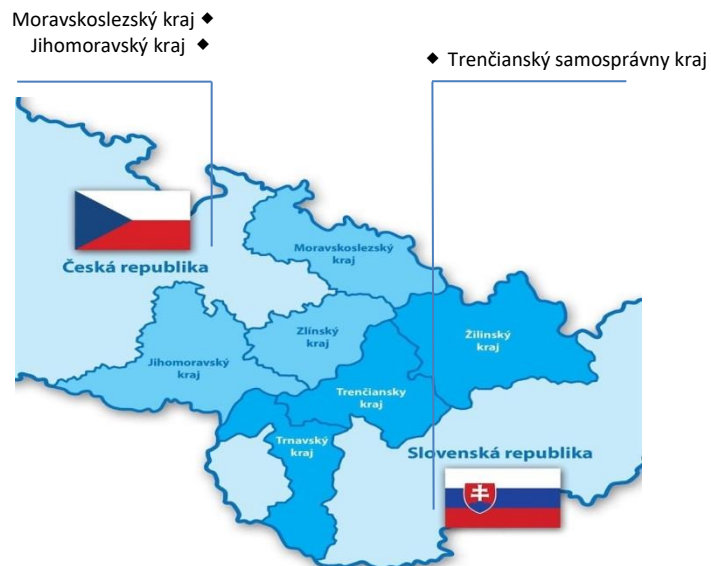 Moravskoslezský kraj ◆
Jihomoravský kraj ◆
◆ Trenčianský samosprávny kraj
Moravskoslezský
kraj
Česká republika
Zlínský
kraj
Žilinský
kraj
Jihomoravský
kraj
Trenčiansky
kraj
Trnavský
kraj
Slovenská republika